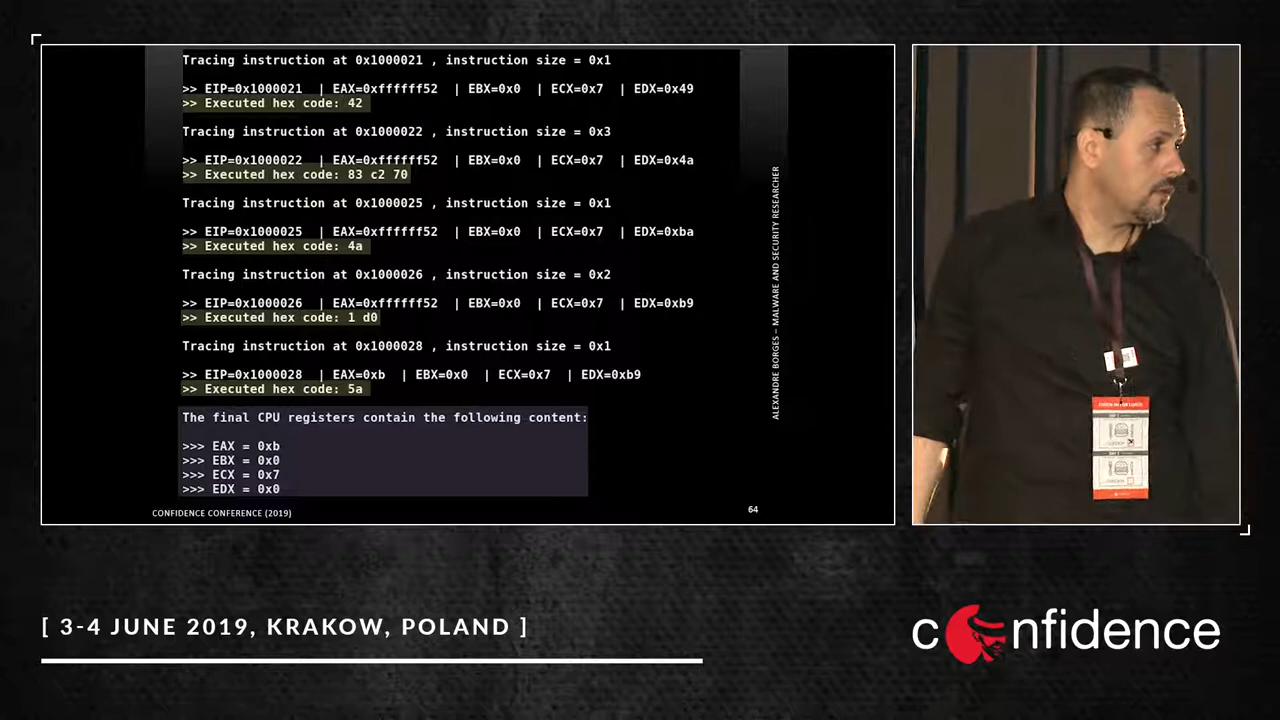 Tracing instruction at 0x1000021 , instruction size = 0x1
>> EIP=0x1000021 | EAX=0xffffff52 | EBX=0x0 | ECX=0x7 | EDX=0x49
>> Executed hex code: 42
Tracing instruction at 0x1000022 , instruction size = 0x3
>> EIP=0x1000022 | EAX=0xffffff52 | EBX=0x0 | ECX=0x7 | EDX=0x4a
>> Executed hex code: 83 c2 70
Tracing instruction at 0x1000025 , instruction size = 0x1
>> EIP=0x1000025 | EAX=0xffffff52 | EBX=0x0 | ECX=0x7 | EDX=0xba
>> Executed hex code: 4a
Tracing instruction at 0x1000026 , instruction size = 0x2
>> EIP=0x1000026 | EAX=0xffffff52 | EBX=0x0 | ECX=0x7 | EDX=0xb9
>> Executed hex code: 1 d0
Tracing instruction at 0x1000028 , instruction size = 0x1
>> EIP=0x1000028 | EAX=0xb | EBX=0x0 | ECX=0x7 | EDX=0xb9
>> Executed hex code: 5a
The final CPU registers contain the following content:
>>> EAX = 0xb
>>> EBX = 0x0
>>> ECX = 0x7
>>> EDX = 0x0
CONFIDENCE CONFERENCE (2019)
64
ALEXANDRE BORGES – MALWARE AND SECURITY RESEARCHER
[ 3-4 JUNE 2019, KRAKOW, POLAND ]
confidence